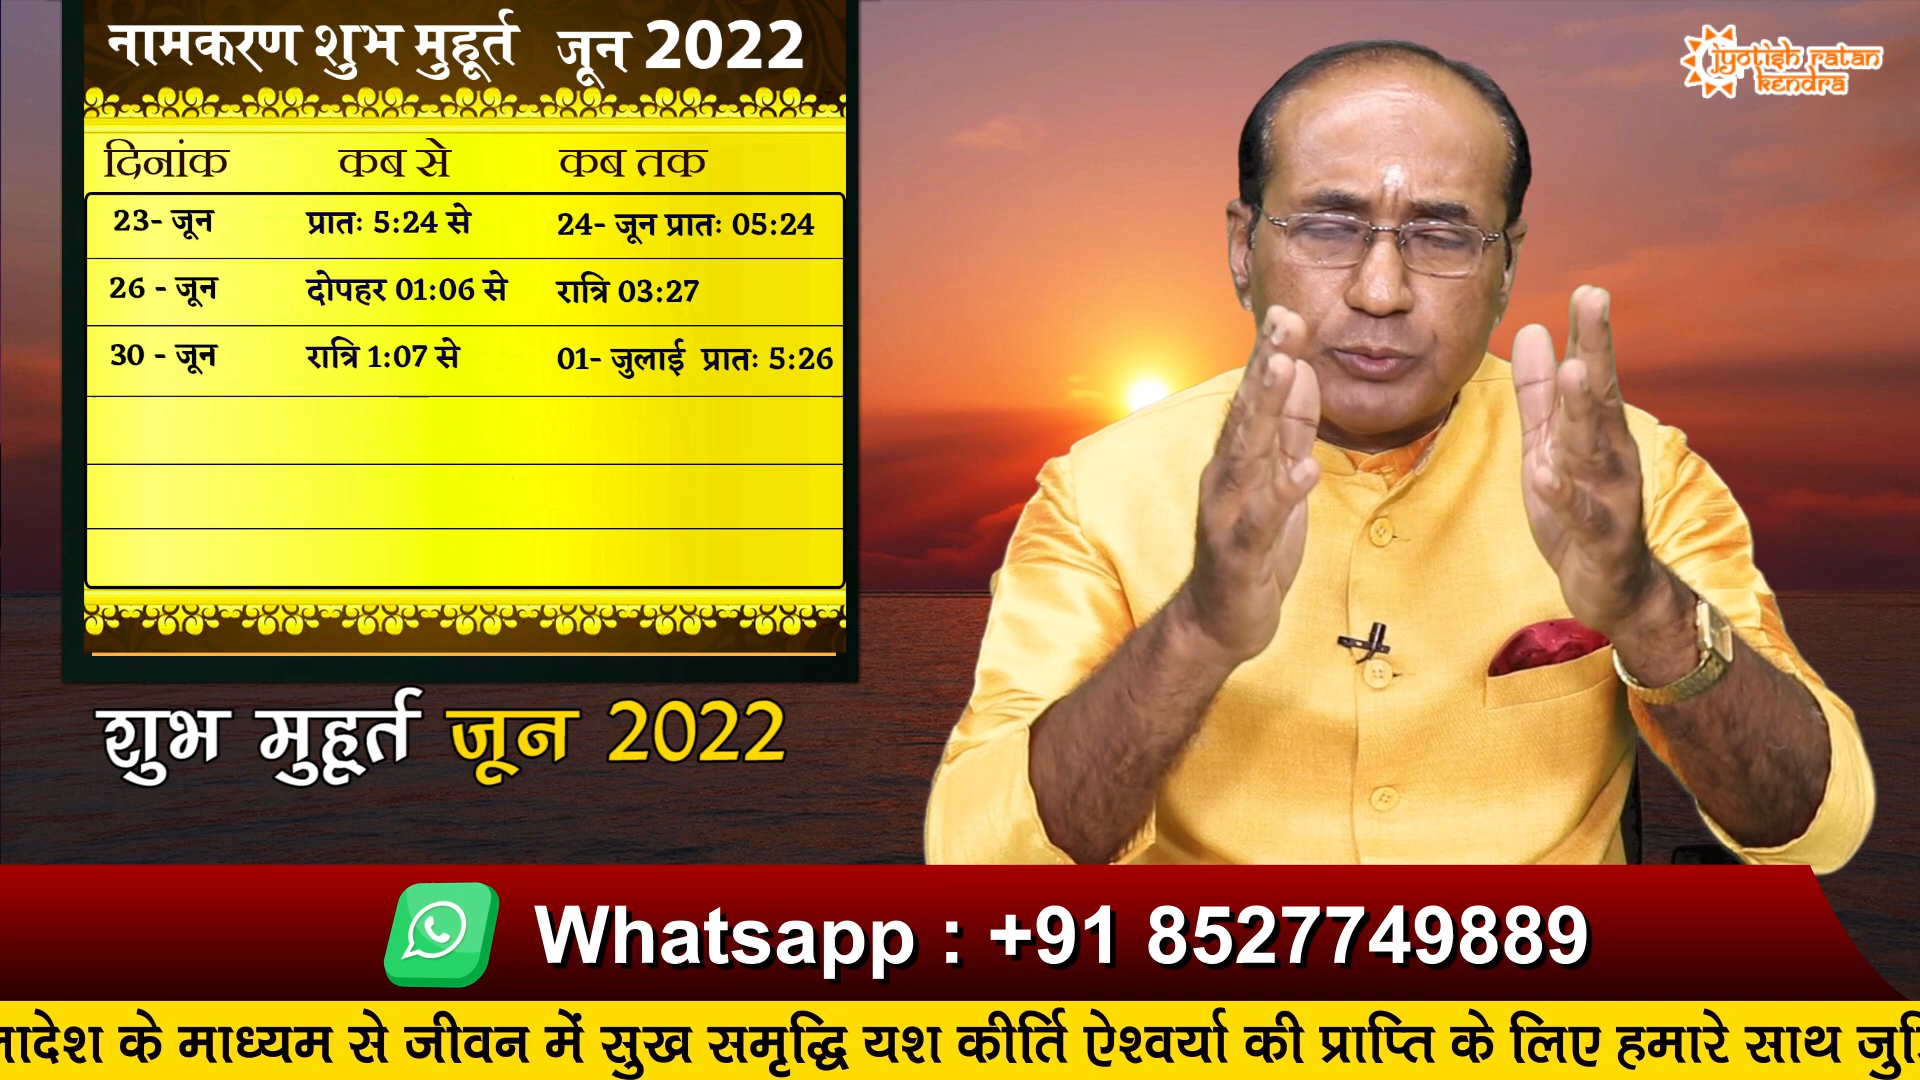 नामकरण शुभ मुहूर्त जून 2022
jyotish ratan
kendra
दिनांक कब से कब तक
23- जून प्रातः 5:24 से 24- जून प्रातः 05:24
26 - जून दोपहर 01:06 से रात्रि 03:27
30 - जून रात्रि 1:07 से 01- जुलाई प्रातः 5:26
शुभ मुहूर्त जून 2022
Whatsapp : +91 8527749889
के माध्यम से जीवन में सुख समृद्धि यश कीर्ति ऐश्वर्या की प्राप्ति के लिए हमारे साथ